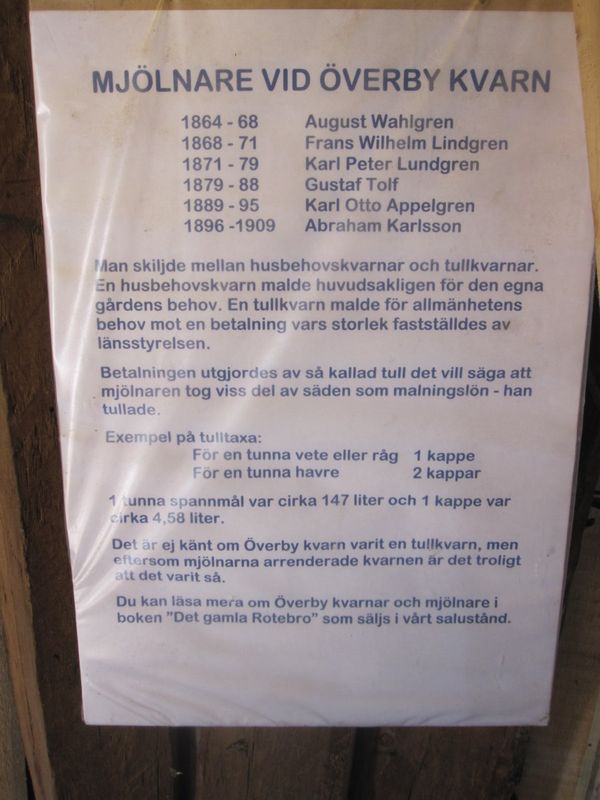 MJÖLNARE VID ÖVERBY KVARN
1864 - 68 August Wahlgren
1868 - 71 Frans Wilhelm Lindgren
1871 - 79 Karl Peter Lundgren
1879 - 88 Gustaf Tolf
1889 - 95 Karl Otto Appelgren
1896 -1909 Abraham Karlsson
Man skiljde mellan husbehovskvarnar och tullkvarnar.
En husbehovskvarn malde huvudsakligen för den egna
gårdens behov. En tullkvarn malde för allmänhetens
behov mot en betalning vars storlek fastställdes av
länsstyrelsen.
Betalningen utgjordes av så kallad tull det vill säga att
mjölnaren tog viss del av säden som malningslön - han
tullade.
Exempel på tulltaxa:
För en tunna vete eller råg 1 kappe
För en tunna havre 2 kappar
1 tunna spannmål var cirka 147 liter och 1 kappe var
cirka 4,58 liter.
Det är ej känt om Överby kvarn varit en tullkvarn, men
eftersom mjölnarna arrenderade kvarnen är det troligt
att det varit så.
Du kan läsa mera om Överby kvarnar och mjölnare i
boken ”Det gamla Rotebro” som säljs i vårt salustånd.